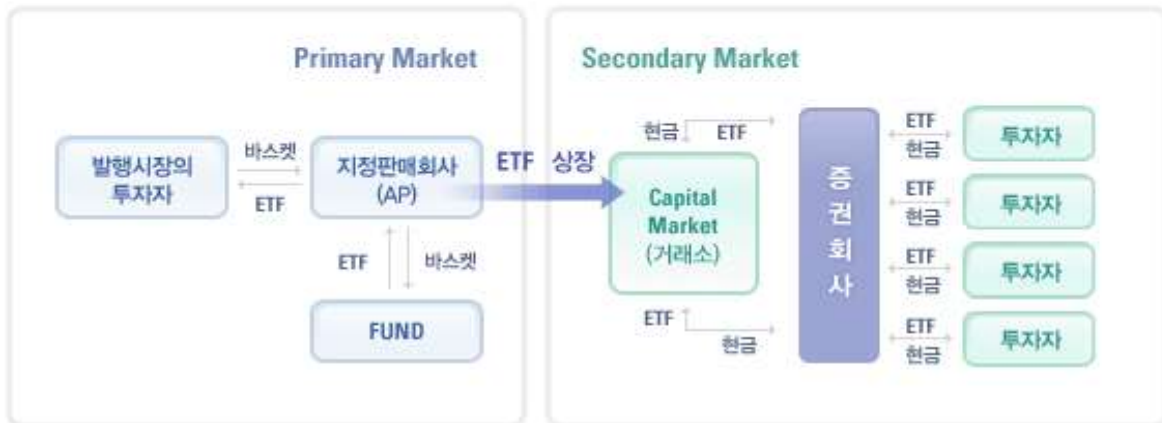 Primary Market
발행시장의
투자자
바스켓
ETF
지정판매회사
(AP)
ETF
바스켓
FUND
ETF 상장
Secondary Market
현금
ETF
Capital
Market
(거래소)
ETF
현금
증
권
회
사
ETF
현금
투자자
ETF
현금
투자자
ETF
현금
투자자
ETF
현금
투자자